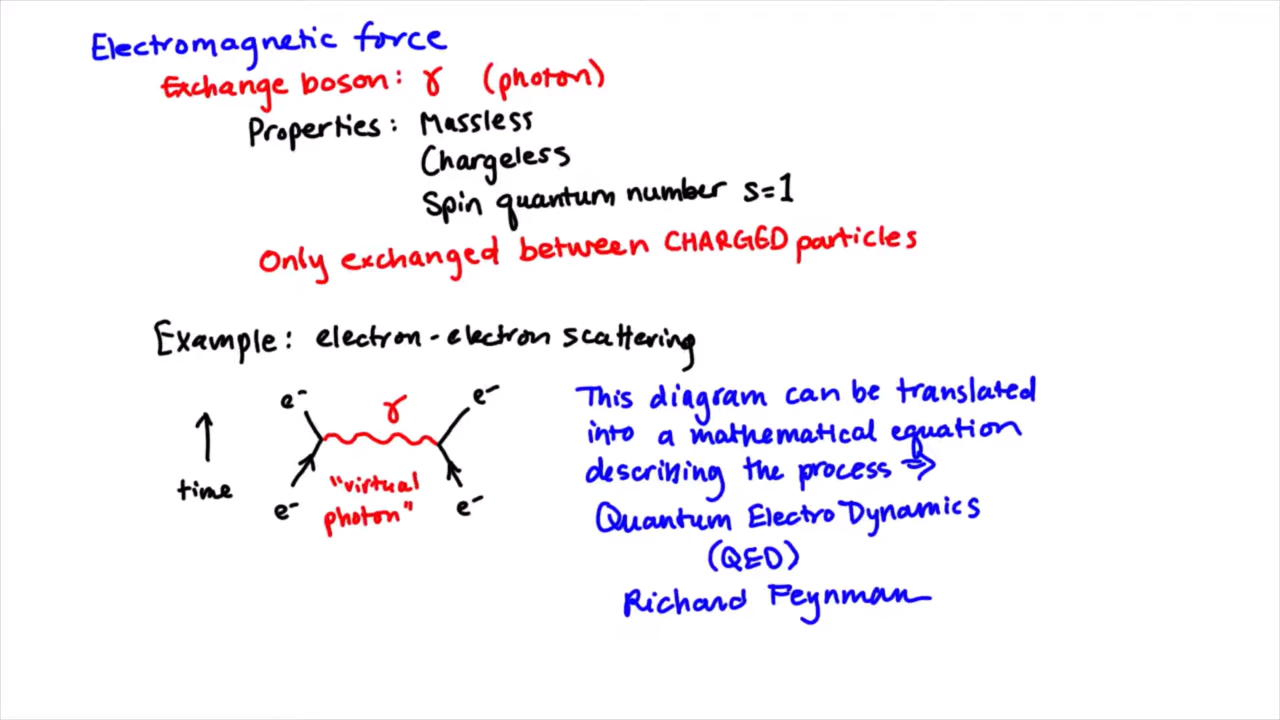 Electromagnetic force
Exchange boson: γ (photon)
Properties: Massless
Chargeless
Spin quantum number s=1
Only exchanged between CHARGED particles
Example: electron-electron scattering
e⁻ γ e⁻
time
e⁻ "virtual photon" e⁻
This diagram can be translated
into a mathematical equation
describing the process ⇒
Quantum ElectroDynamics
(QED)
Richard Feynman